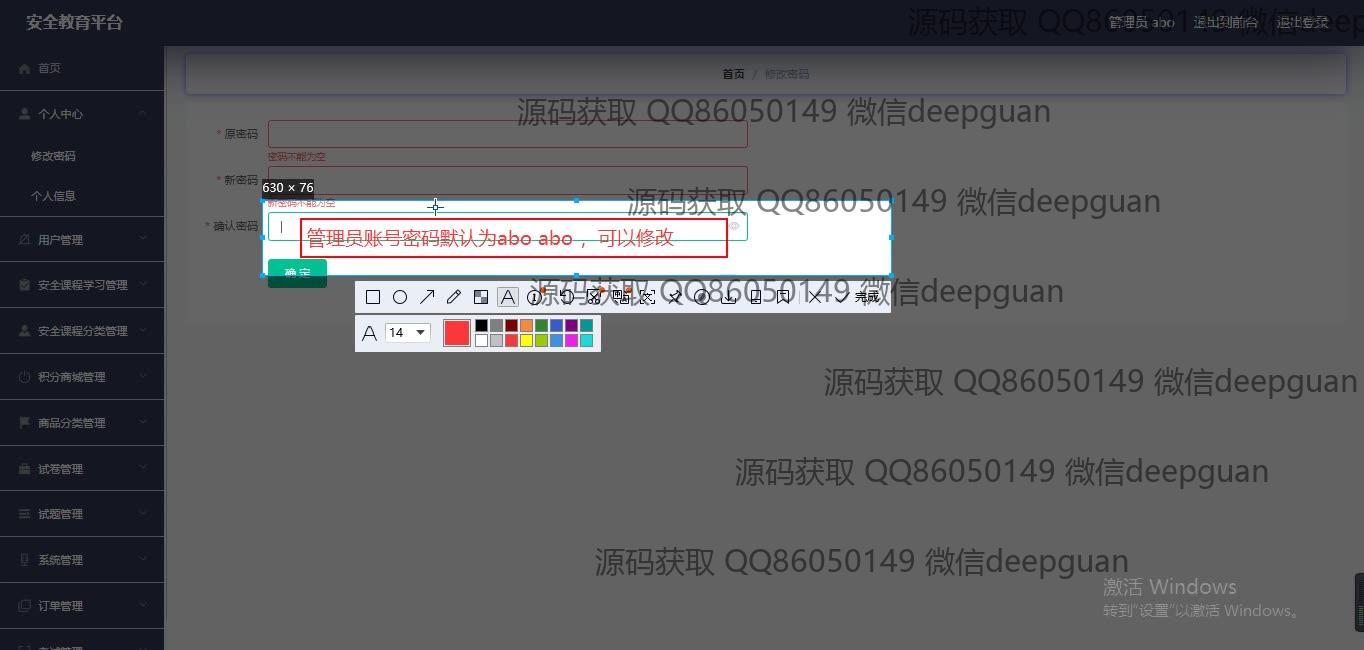 安全教育平台
管理员 abo 退出到前台 退出登录
源码获取 QQ86050149 微信deep
首页
首页 / 修改密码
个人中心
源码获取 QQ86050149 微信deepguan
* 原密码
密码不能为空
修改密码
* 新密码
630 × 76
个人信息
新密码不能为空
源码获取 QQ86050149 微信deepguan
* 确认密码
管理员账号密码默认为abo abo ，可以修改
用户管理
确 定
安全课程学习管理
源码获取 QQ86050149 微信deepguan
完成
安全课程分类管理
A 14
积分商城管理
源码获取 QQ86050149 微信deepguan
商品分类管理
试卷管理
源码获取 QQ86050149 微信deepguan
试题管理
系统管理
源码获取 QQ86050149 微信deepguan
激活 Windows
订单管理
转到“设置”以激活 Windows。